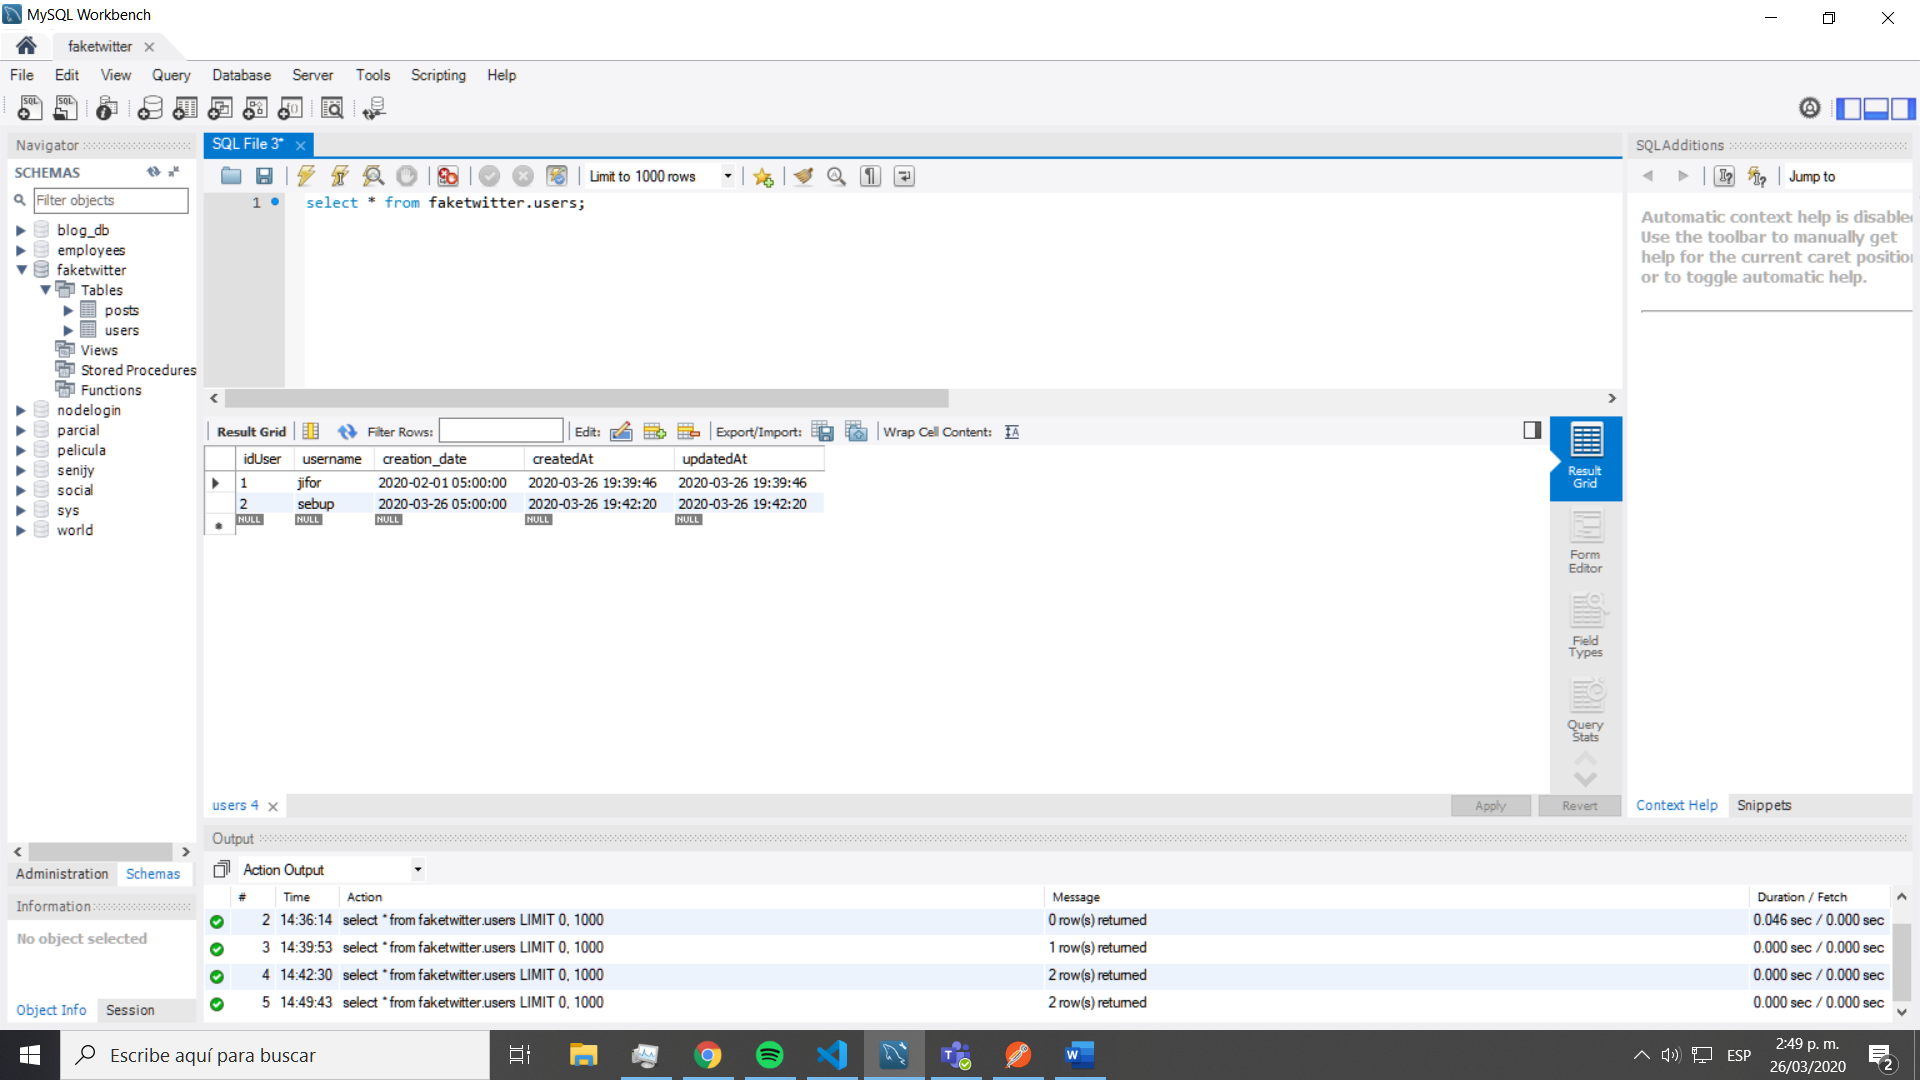 MySQL Workbench
faketwitter
File Edit View Query Database Server Tools Scripting Help
Navigator
SCHEMAS
Filter objects
blog_db
employees
faketwitter
Tables
posts
users
Views
Stored Procedures
Functions
nodelogin
parcial
pelicula
senijy
social
sys
world
Administration Schemas
Information
No object selected
Object Info Session
SQL File 3*
Limit to 1000 rows
1 select * from faketwitter.users;
Result Grid Filter Rows: Edit: Export/Import: Wrap Cell Content:
idUser username creation_date createdAt updatedAt
1 jifor 2020-02-01 05:00:00 2020-03-26 19:39:46 2020-03-26 19:39:46
2 sebup 2020-03-26 05:00:00 2020-03-26 19:42:20 2020-03-26 19:42:20
NULL NULL NULL NULL NULL
Result
Grid
Form
Editor
Field
Types
Query
Stats
users 4
Apply Revert
SQLAdditions
Jump to
Automatic context help is disable
Use the toolbar to manually get
help for the current caret positio
or to toggle automatic help.
Context Help Snippets
Output
Action Output
# Time Action Message Duration / Fetch
2 14:36:14 select * from faketwitter.users LIMIT 0, 1000 0 row(s) returned 0.046 sec / 0.000 sec
3 14:39:53 select * from faketwitter.users LIMIT 0, 1000 1 row(s) returned 0.000 sec / 0.000 sec
4 14:42:30 select * from faketwitter.users LIMIT 0, 1000 2 row(s) returned 0.000 sec / 0.000 sec
5 14:49:43 select * from faketwitter.users LIMIT 0, 1000 2 row(s) returned 0.000 sec / 0.000 sec
Escribe aquí para buscar
ESP
2:49 p. m.
26/03/2020
2